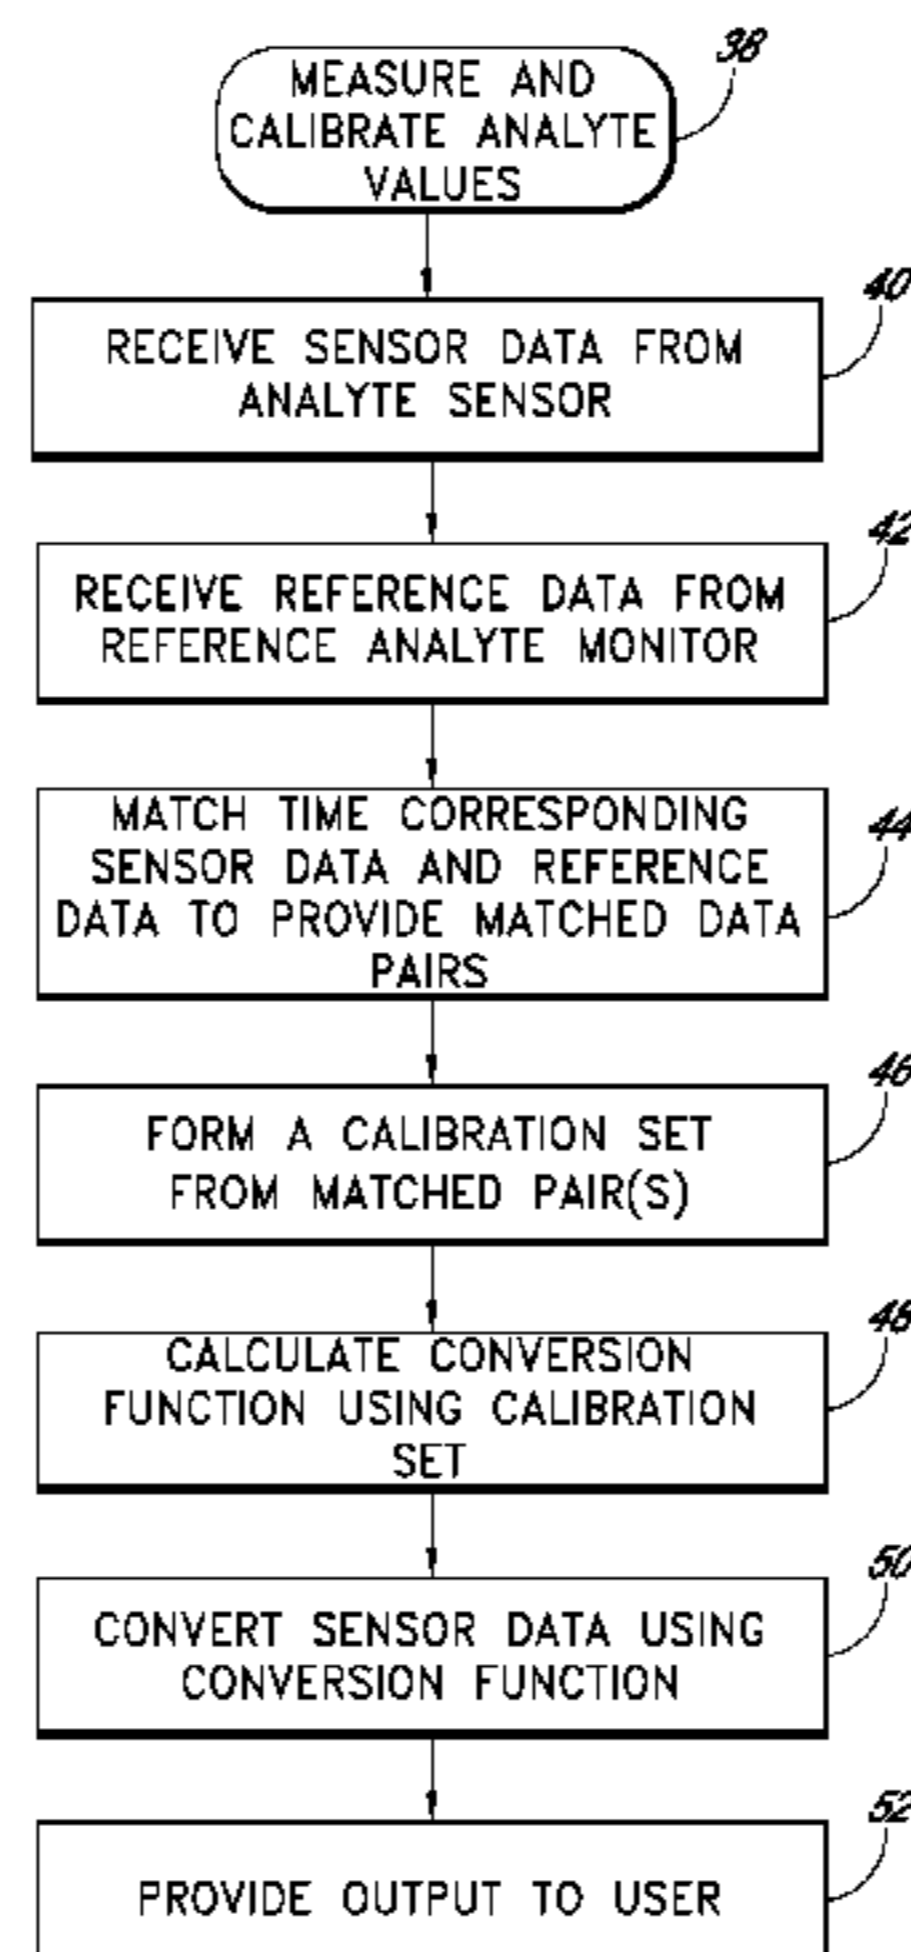 38
MEASURE AND
CALIBRATE ANALYTE
VALUES
40
RECEIVE SENSOR DATA FROM
ANALYTE SENSOR
42
RECEIVE REFERENCE DATA FROM
REFERENCE ANALYTE MONITOR
44
MATCH TIME CORRESPONDING
SENSOR DATA AND REFERENCE
DATA TO PROVIDE MATCHED DATA
PAIRS
46
FORM A CALIBRATION SET
FROM MATCHED PAIR(S)
48
CALCULATE CONVERSION
FUNCTION USING CALIBRATION
SET
50
CONVERT SENSOR DATA USING
CONVERSION FUNCTION
52
PROVIDE OUTPUT TO USER